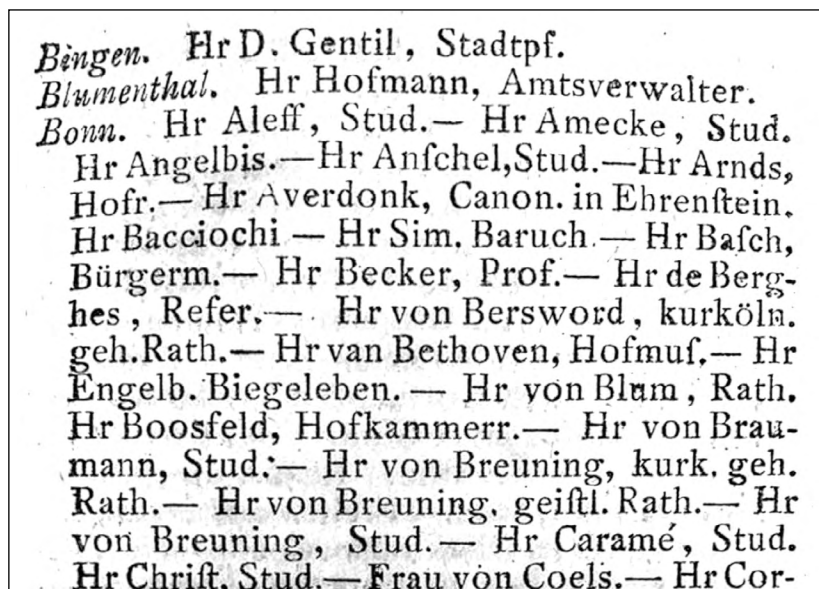 Bingen. Hr D. Gentil, Stadtpf.
Blumenthal. Hr Hofmann, Amtsverwalter.
Bonn. Hr Aleff, Stud.— Hr Amecke, Stud.
Hr Angelbis.—Hr Anſchel, Stud.—Hr Arnds,
Hofr.— Hr Averdonk, Canon. in Ehrenſtein.
Hr Bacciochi — Hr Sim. Baruch.— Hr Baſch,
Bürgerm.— Hr Becker, Prof.— Hr de Berg-
hes, Refer.— Hr von Bersword, kurköln.
geh. Rath.— Hr van Bethoven, Hofmuſ.— Hr
Engelb. Biegeleben. — Hr von Blum, Rath.
Hr Boosfeld, Hofkammerr.— Hr von Brau-
mann, Stud.— Hr von Breuning, kurk. geh.
Rath.— Hr von Breuning. geiſtl. Rath.— Hr
von Breuning, Stud. — Hr Caramé, Stud.
Hr Chriſt. Stud.—Frau von Coels.— Hr Cor-